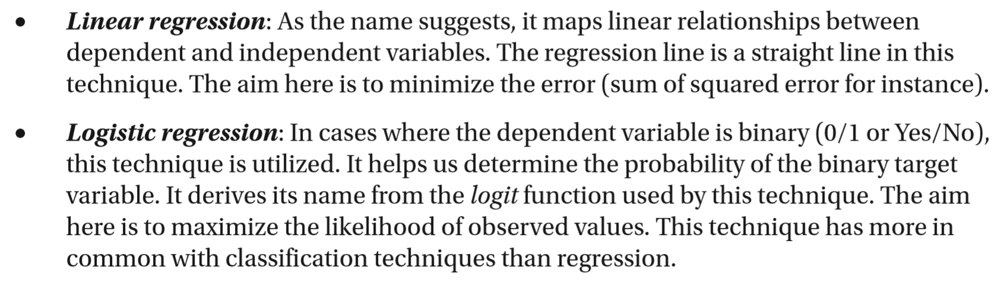 • Linear regression: As the name suggests, it maps linear relationships between
dependent and independent variables. The regression line is a straight line in this
technique. The aim here is to minimize the error (sum of squared error for instance).
• Logistic regression: In cases where the dependent variable is binary (0/1 or Yes/No),
this technique is utilized. It helps us determine the probability of the binary target
variable. It derives its name from the logit function used by this technique. The aim
here is to maximize the likelihood of observed values. This technique has more in
common with classification techniques than regression.